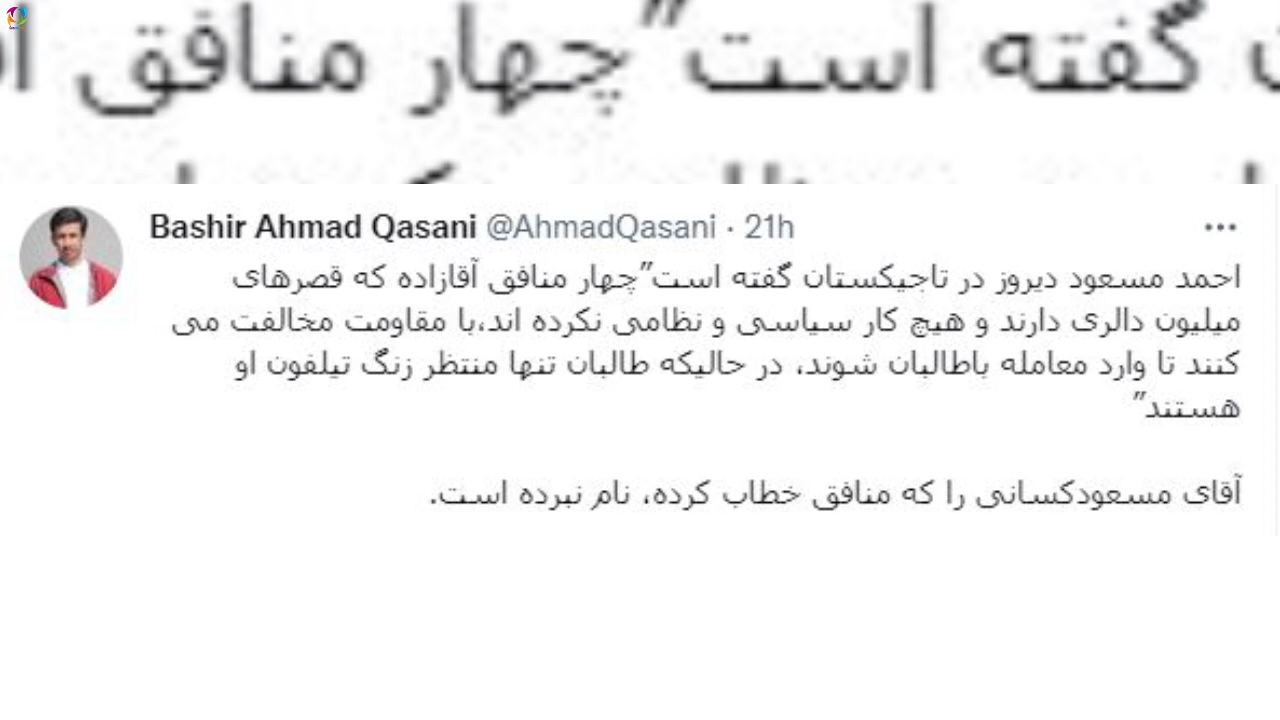 گفته است"چهار منافق
Bashir Ahmad Qasani @AhmadQasani · 21h
احمد مسعود دیروز در تاجیکستان گفته است"چهار منافق آقازاده که قصرهای
میلیون دالری دارند و هیچ کار سیاسی و نظامی نکرده اند،با مقاومت مخالفت می
کنند تا وارد معامله باطالبان شوند، در حالیکه طالبان تنها منتظر زنگ تیلفون او
هستند"
آقای مسعودکسانی را که منافق خطاب کرده، نام نبرده است.